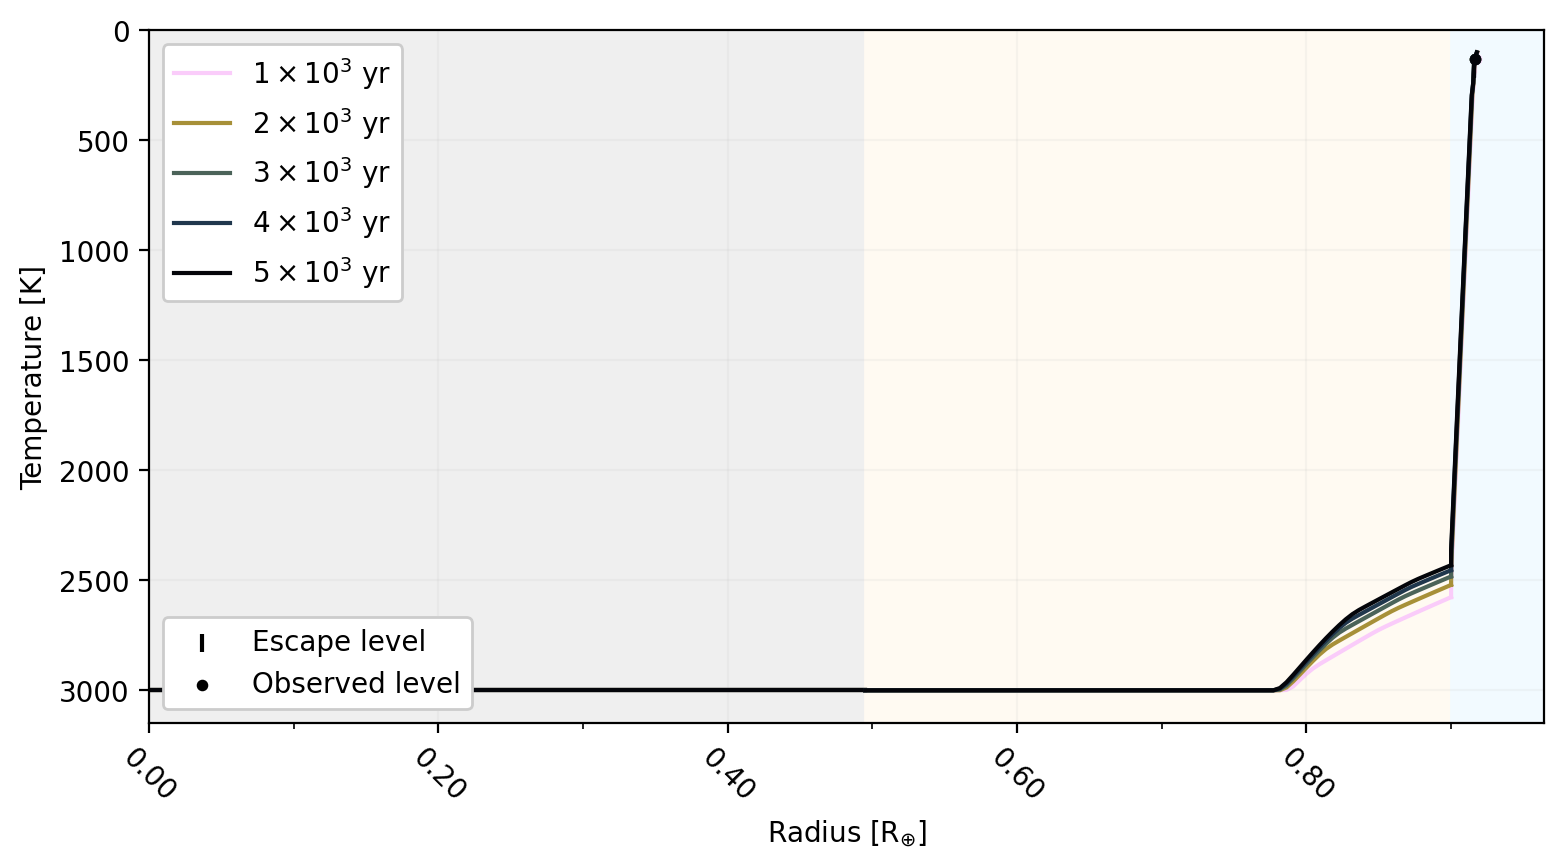 0
500
1000
1500
2000
2500
3000
Temperature [K]
1 × 10³ yr
2 × 10³ yr
3 × 10³ yr
4 × 10³ yr
5 × 10³ yr
Escape level
Observed level
0.00
0.20
0.40
0.60
0.80
Radius [R⊕]